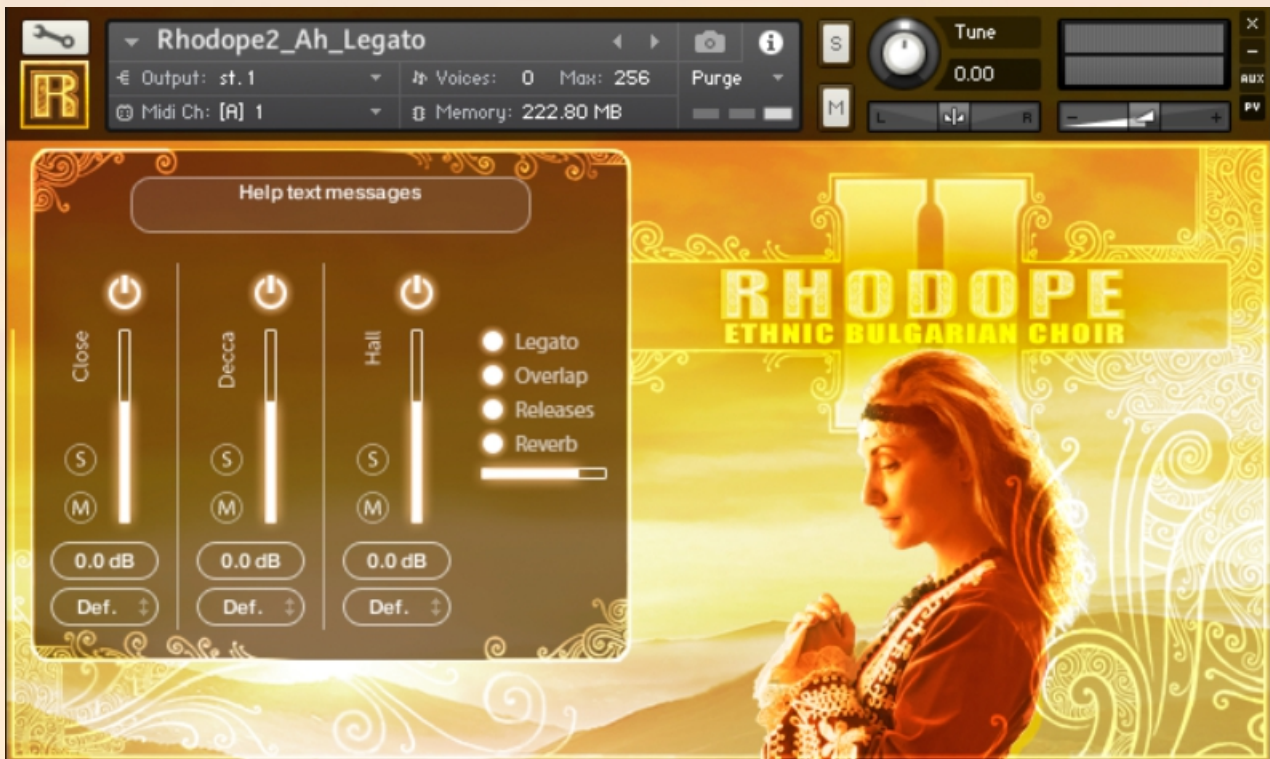 Rhodope2_Ah_Legato
Output: st. 1
Voices: 0 Max: 256
Purge
Midi Ch: [A] 1
Memory: 222.80 MB
S
M
Tune
0.00
L R
- +
×
-
AUX
PV
R
Help text messages
Close
S
M
0.0 dB
Def.
Decca
S
M
0.0 dB
Def.
Hall
S
M
0.0 dB
Def.
Legato
Overlap
Releases
Reverb
II
RHODOPE
ETHNIC BULGARIAN CHOIR